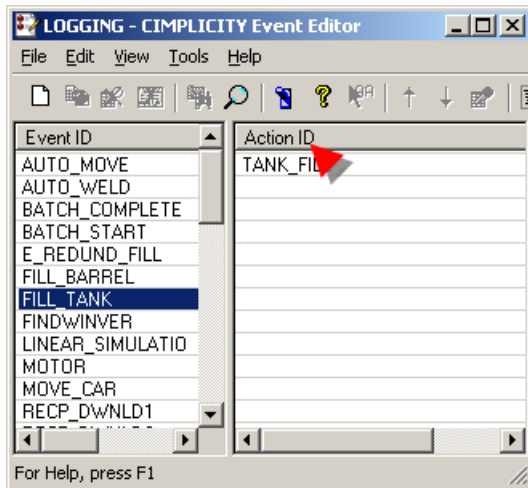 LOGGING - CIMPLICITY Event Editor
File Edit View Tools Help
Event ID
Action ID
AUTO_MOVE
TANK_FIL
AUTO_WELD
BATCH_COMPLETE
BATCH_START
E_REDUND_FILL
FILL_BARREL
FILL_TANK
FINDWINVER
LINEAR_SIMULATIO
MOTOR
MOVE_CAR
RECP_DWNLD1
For Help, press F1